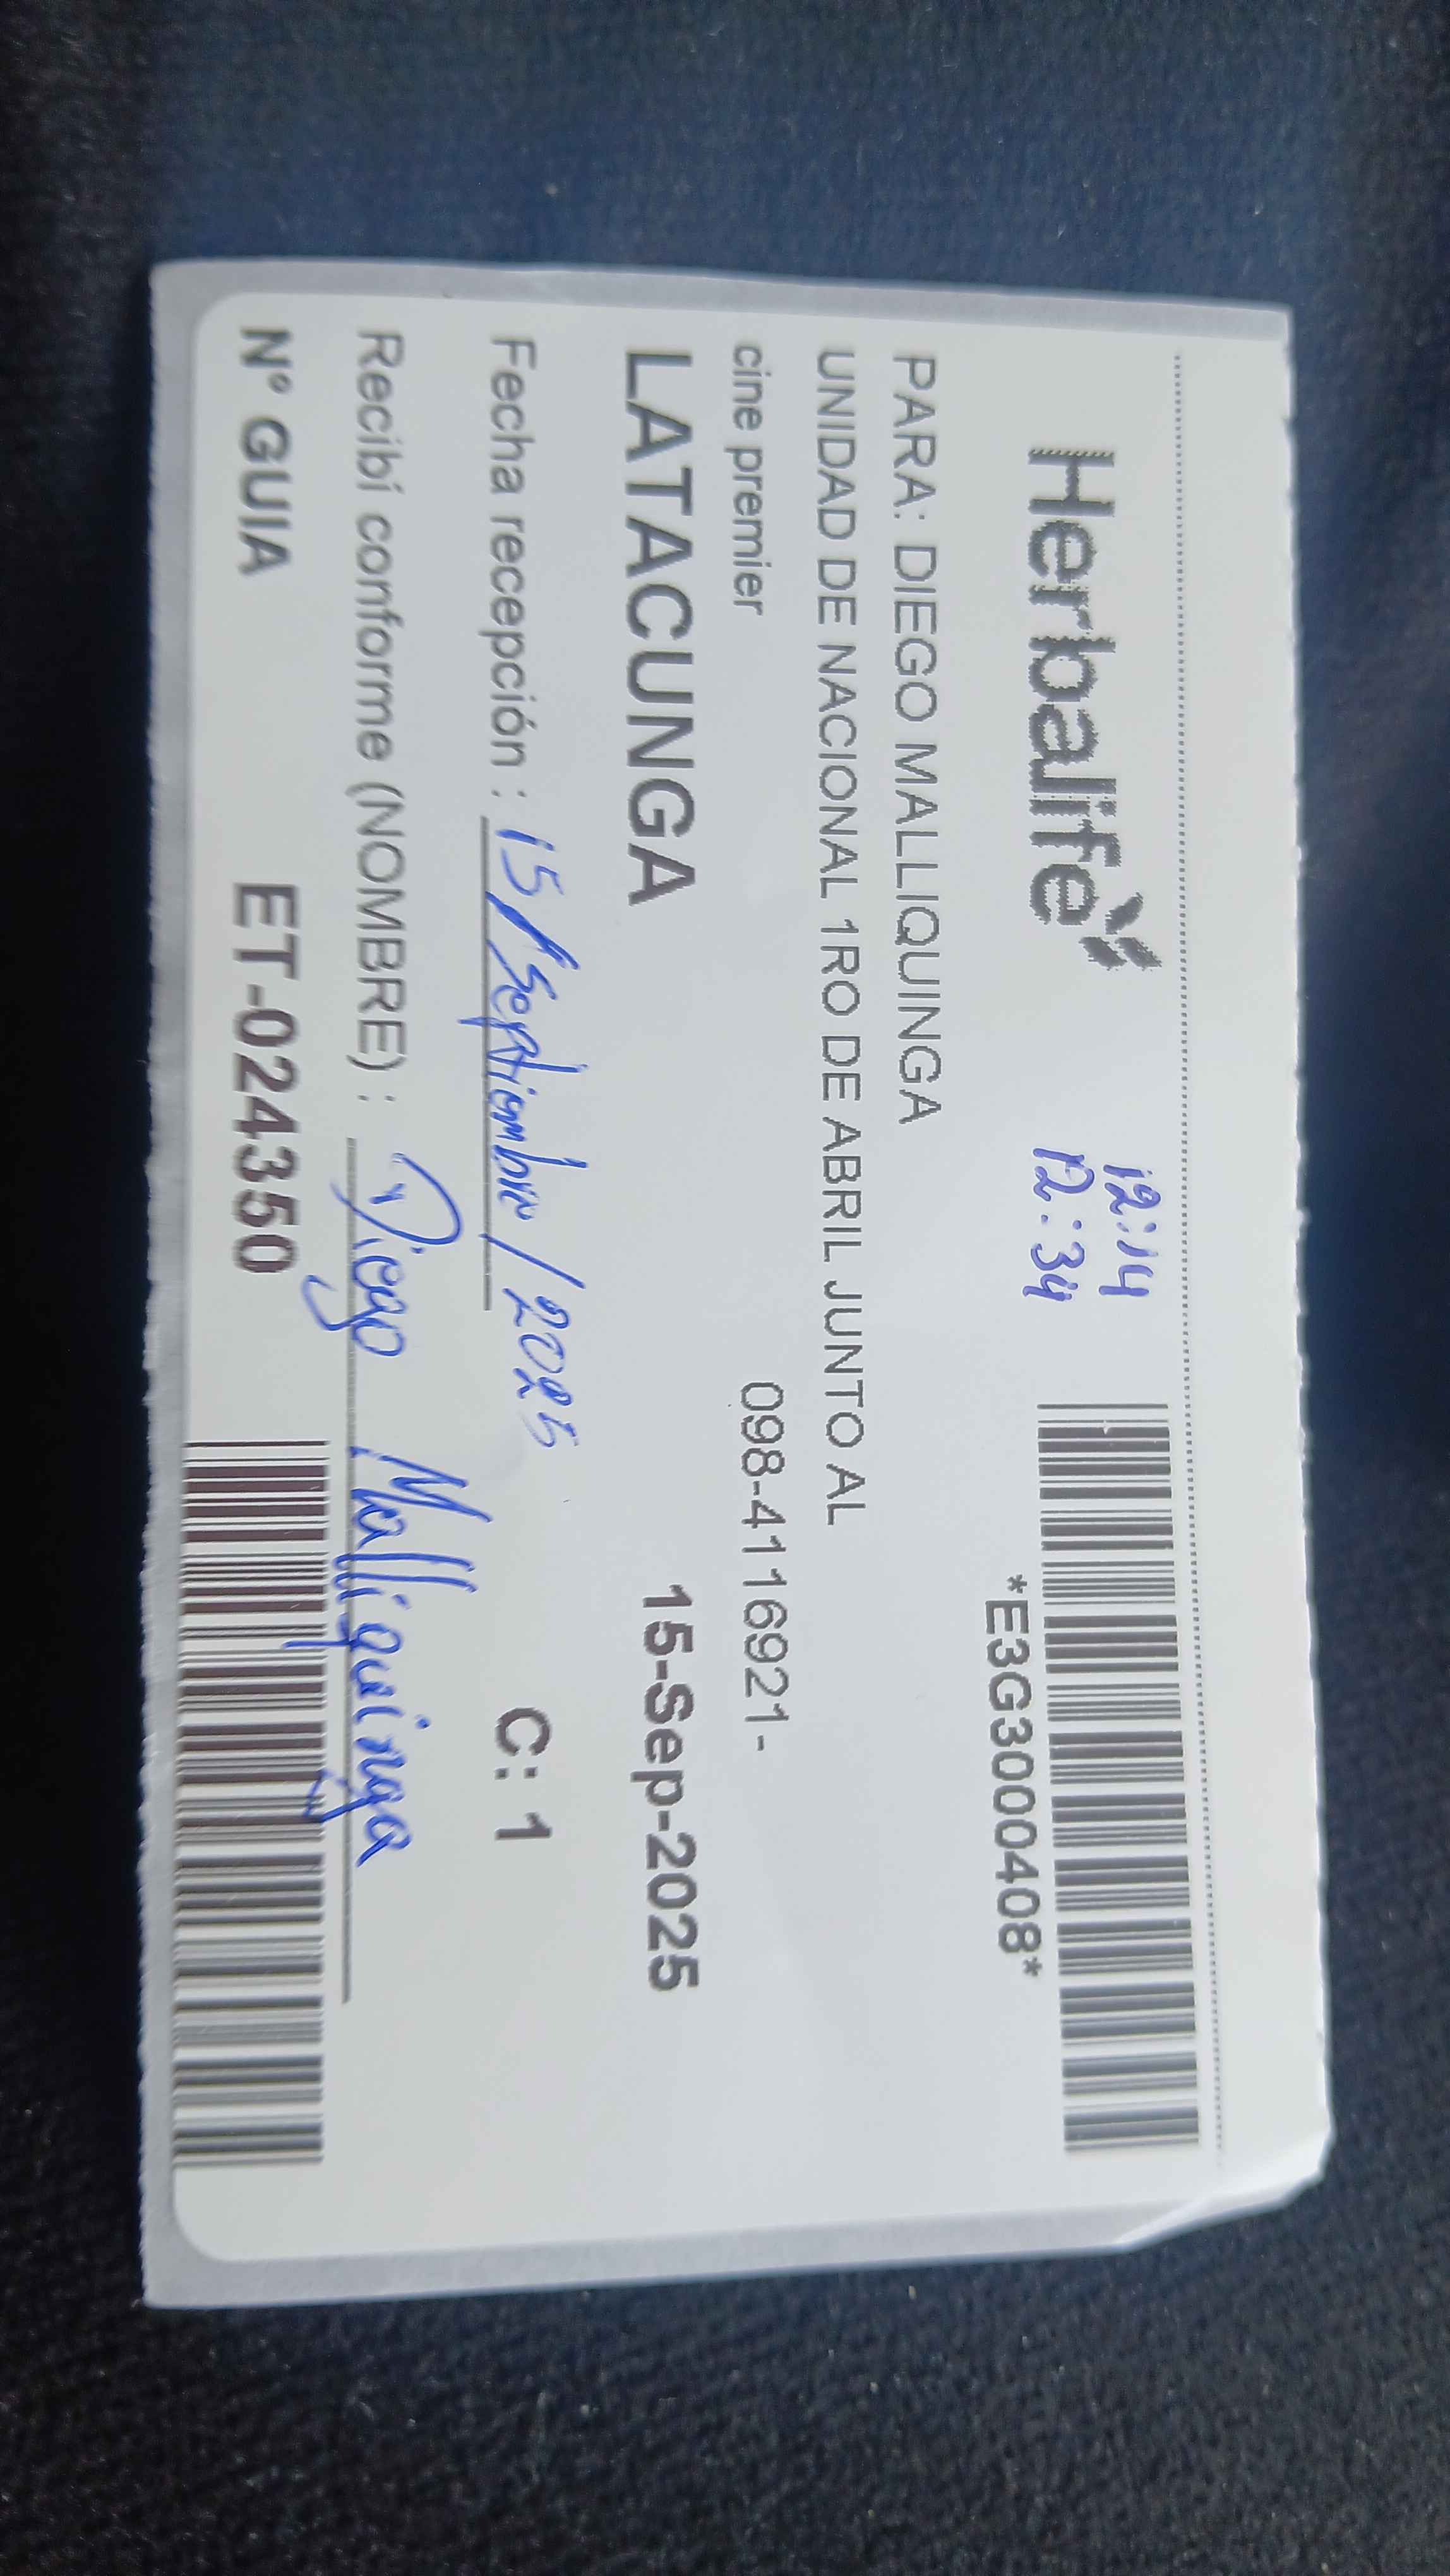 Herbalife
12:14
12:34
*E3G3000408*
PARA: DIEGO MALLIQUINGA
UNIDAD DE NACIONAL 1RO DE ABRIL JUNTO AL
cine premier 098-4116921-
LATACUNGA 15-Sep-2025
Fecha recepción : 15/Septiembre/2025 C: 1
Recibí conforme (NOMBRE) : Diego Malliquinga
N° GUIA ET-024350